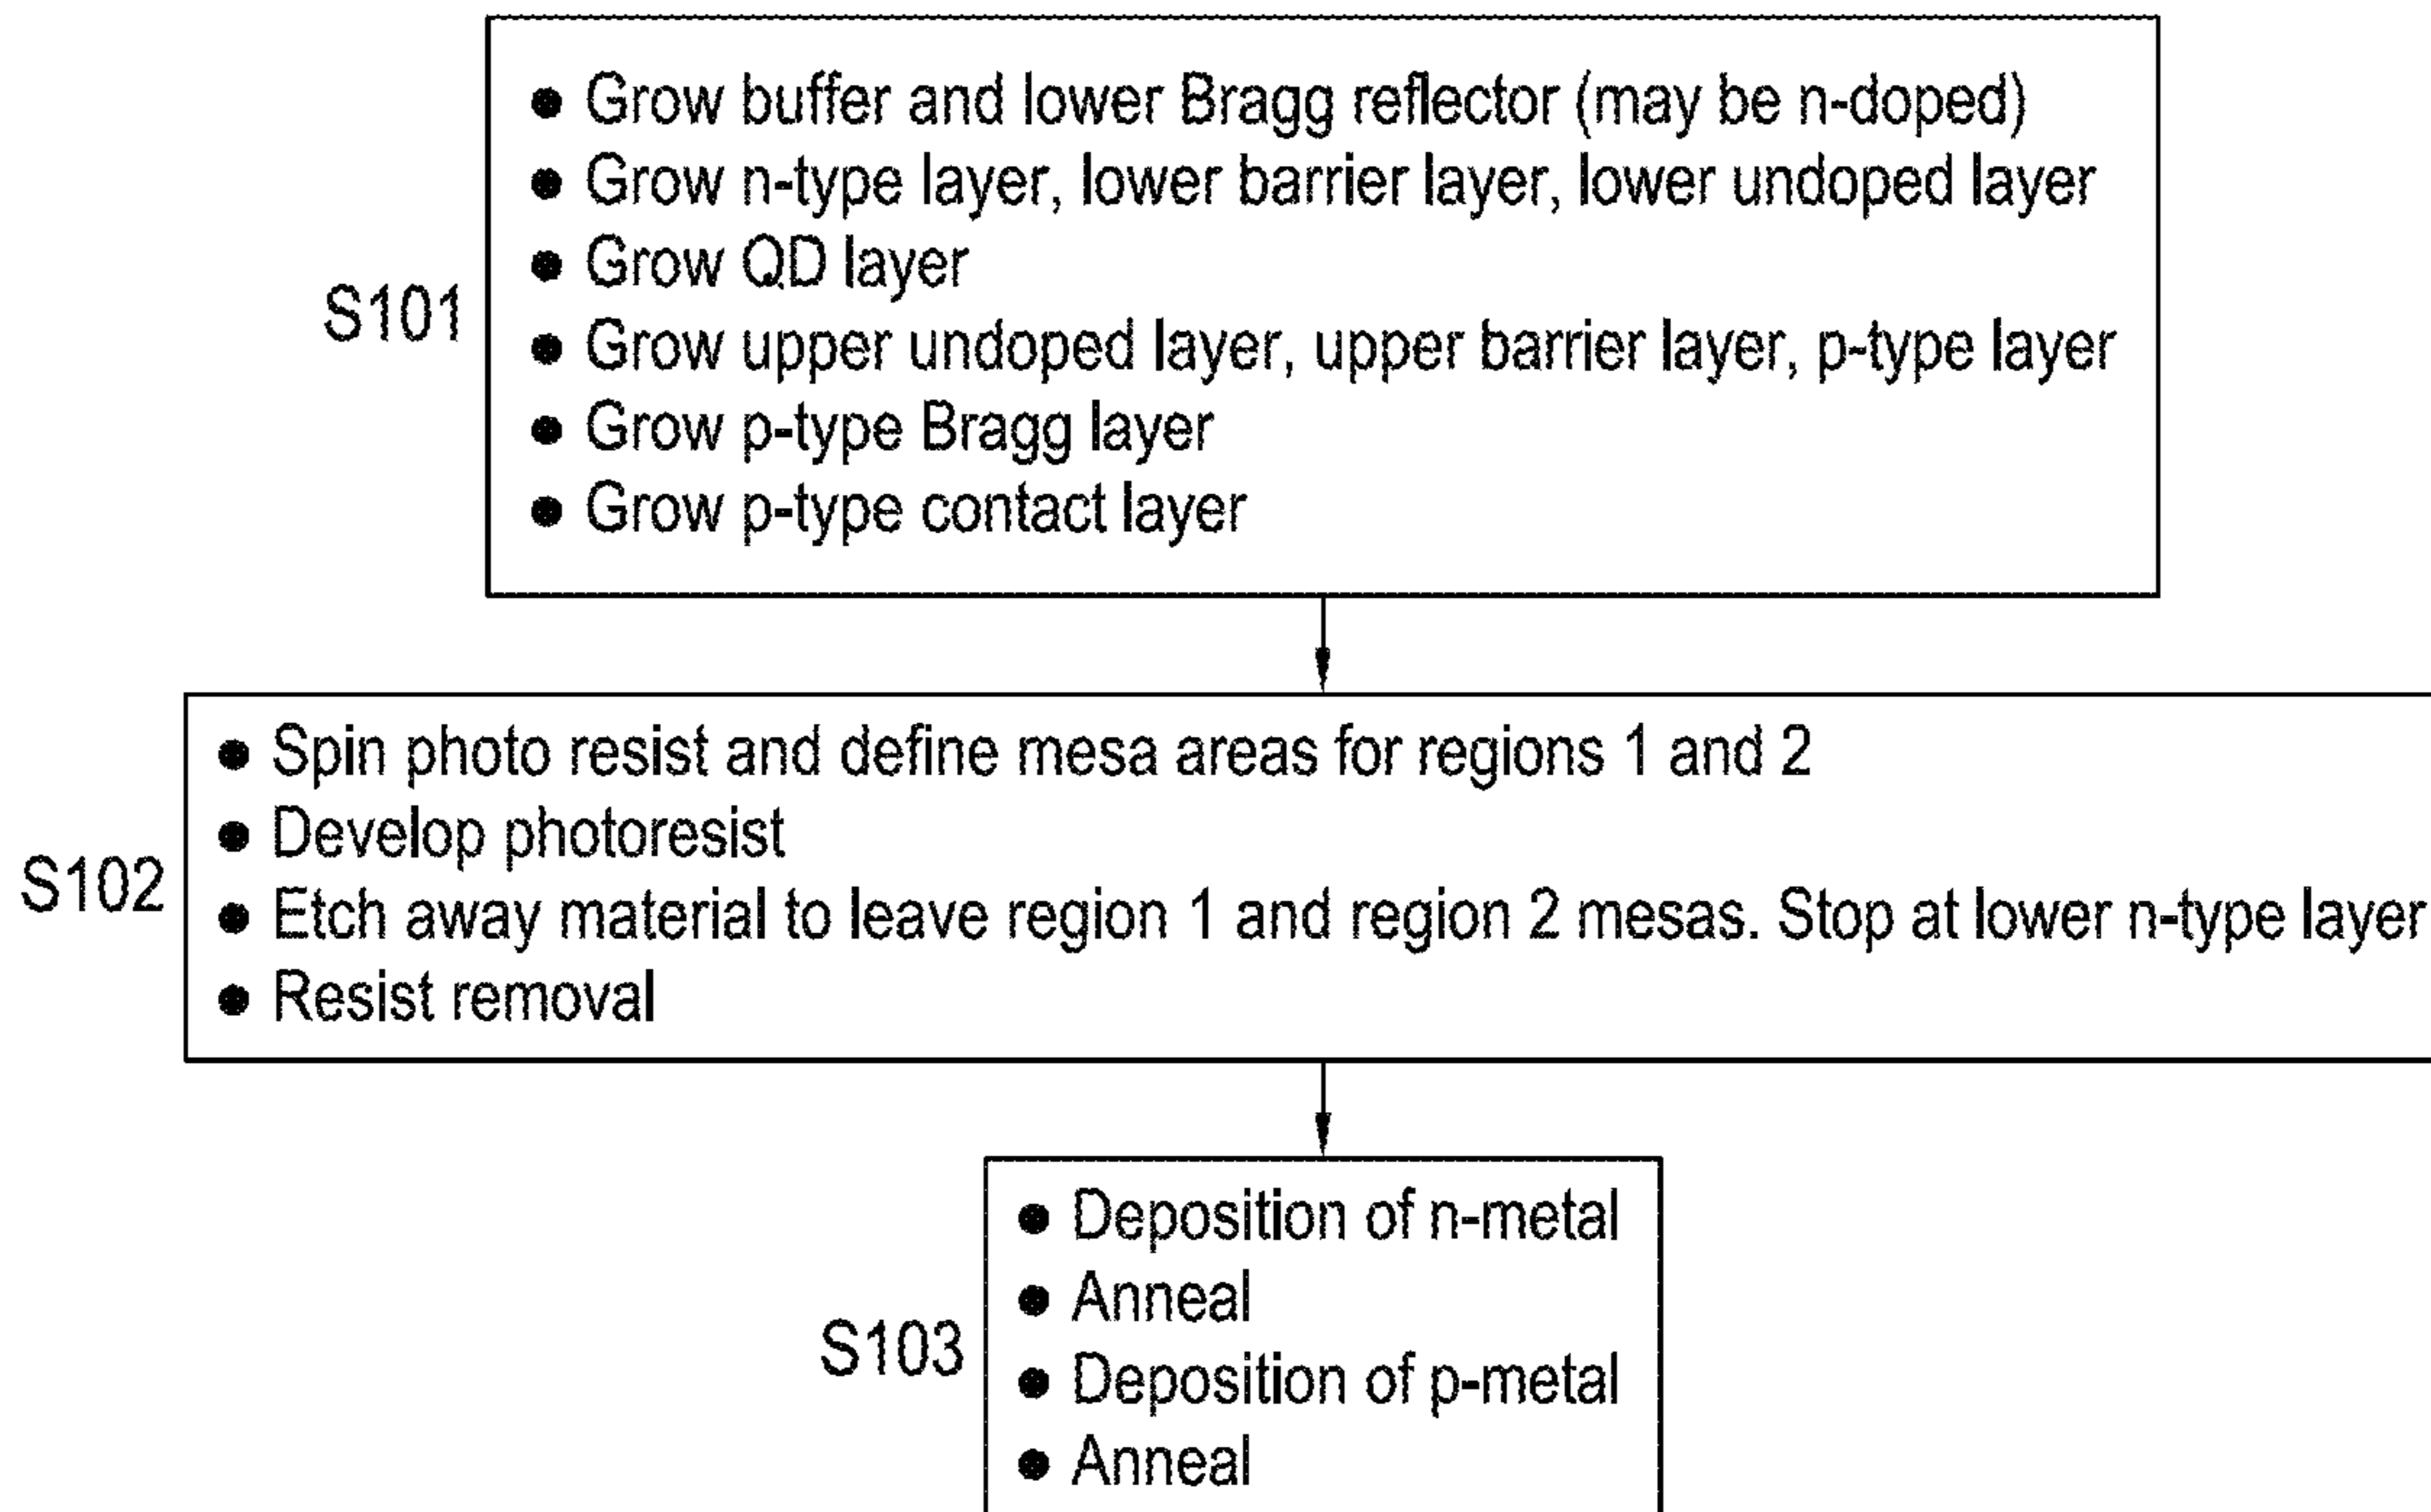 S101
● Grow buffer and lower Bragg reflector (may be n-doped)
● Grow n-type layer, lower barrier layer, lower undoped layer
● Grow QD layer
● Grow upper undoped layer, upper barrier layer, p-type layer
● Grow p-type Bragg layer
● Grow p-type contact layer
S102
● Spin photo resist and define mesa areas for regions 1 and 2
● Develop photoresist
● Etch away material to leave region 1 and region 2 mesas. Stop at lower n-type layer
● Resist removal
S103
● Deposition of n-metal
● Anneal
● Deposition of p-metal
● Anneal